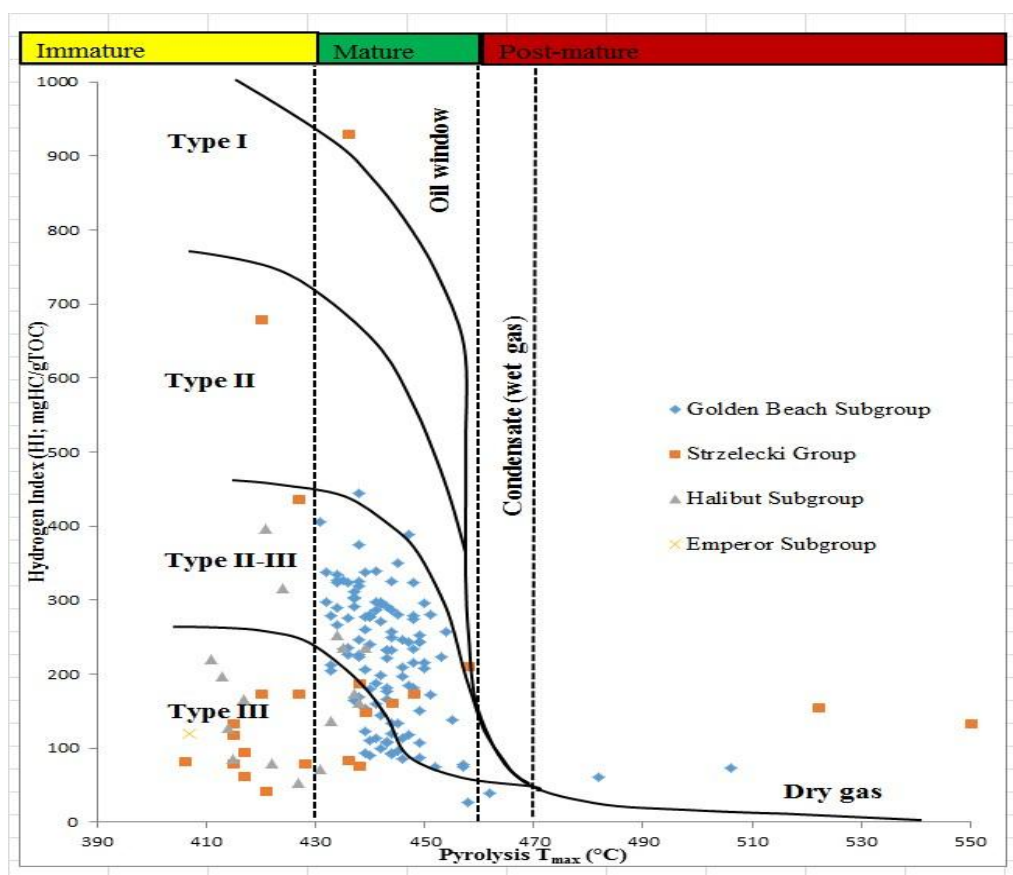 Immature
Mature
Post-mature
1000
900
800
700
600
500
400
300
200
100
0
Hydrogen Index (HI; mgHC/gTOC)
Type I
Type II
Type II-III
Type III
Oil window
Condensate (wet gas)
Dry gas
Golden Beach Subgroup
Strzelecki Group
Halibut Subgroup
Emperor Subgroup
390
410
430
450
470
490
510
530
550
Pyrolysis Tmax (°C)